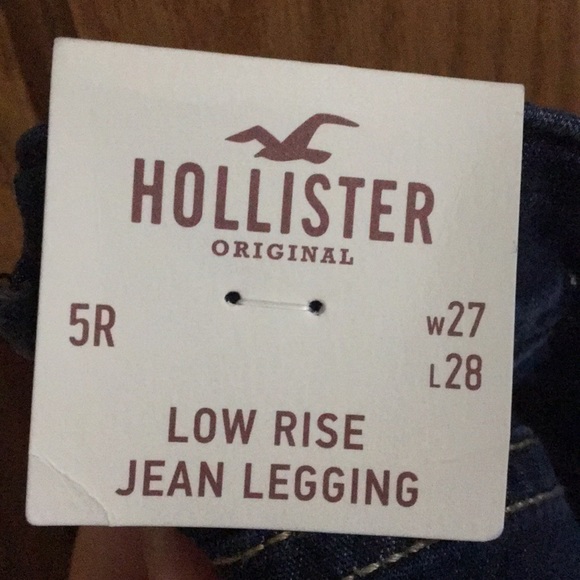 HOLLISTER
ORIGINAL
5R
W27
L28
LOW RISE
JEAN LEGGING